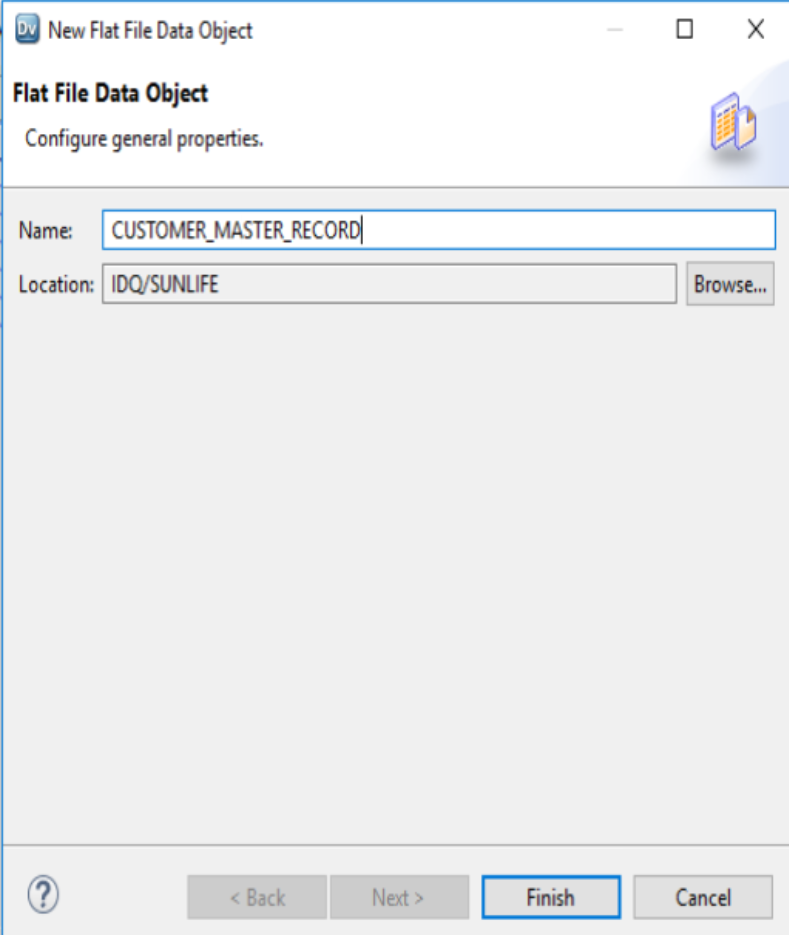 Dv New Flat File Data Object
Flat File Data Object
Configure general properties.
Name: CUSTOMER_MASTER_RECORD
Location: IDQ/SUNLIFE Browse...
? < Back Next > Finish Cancel